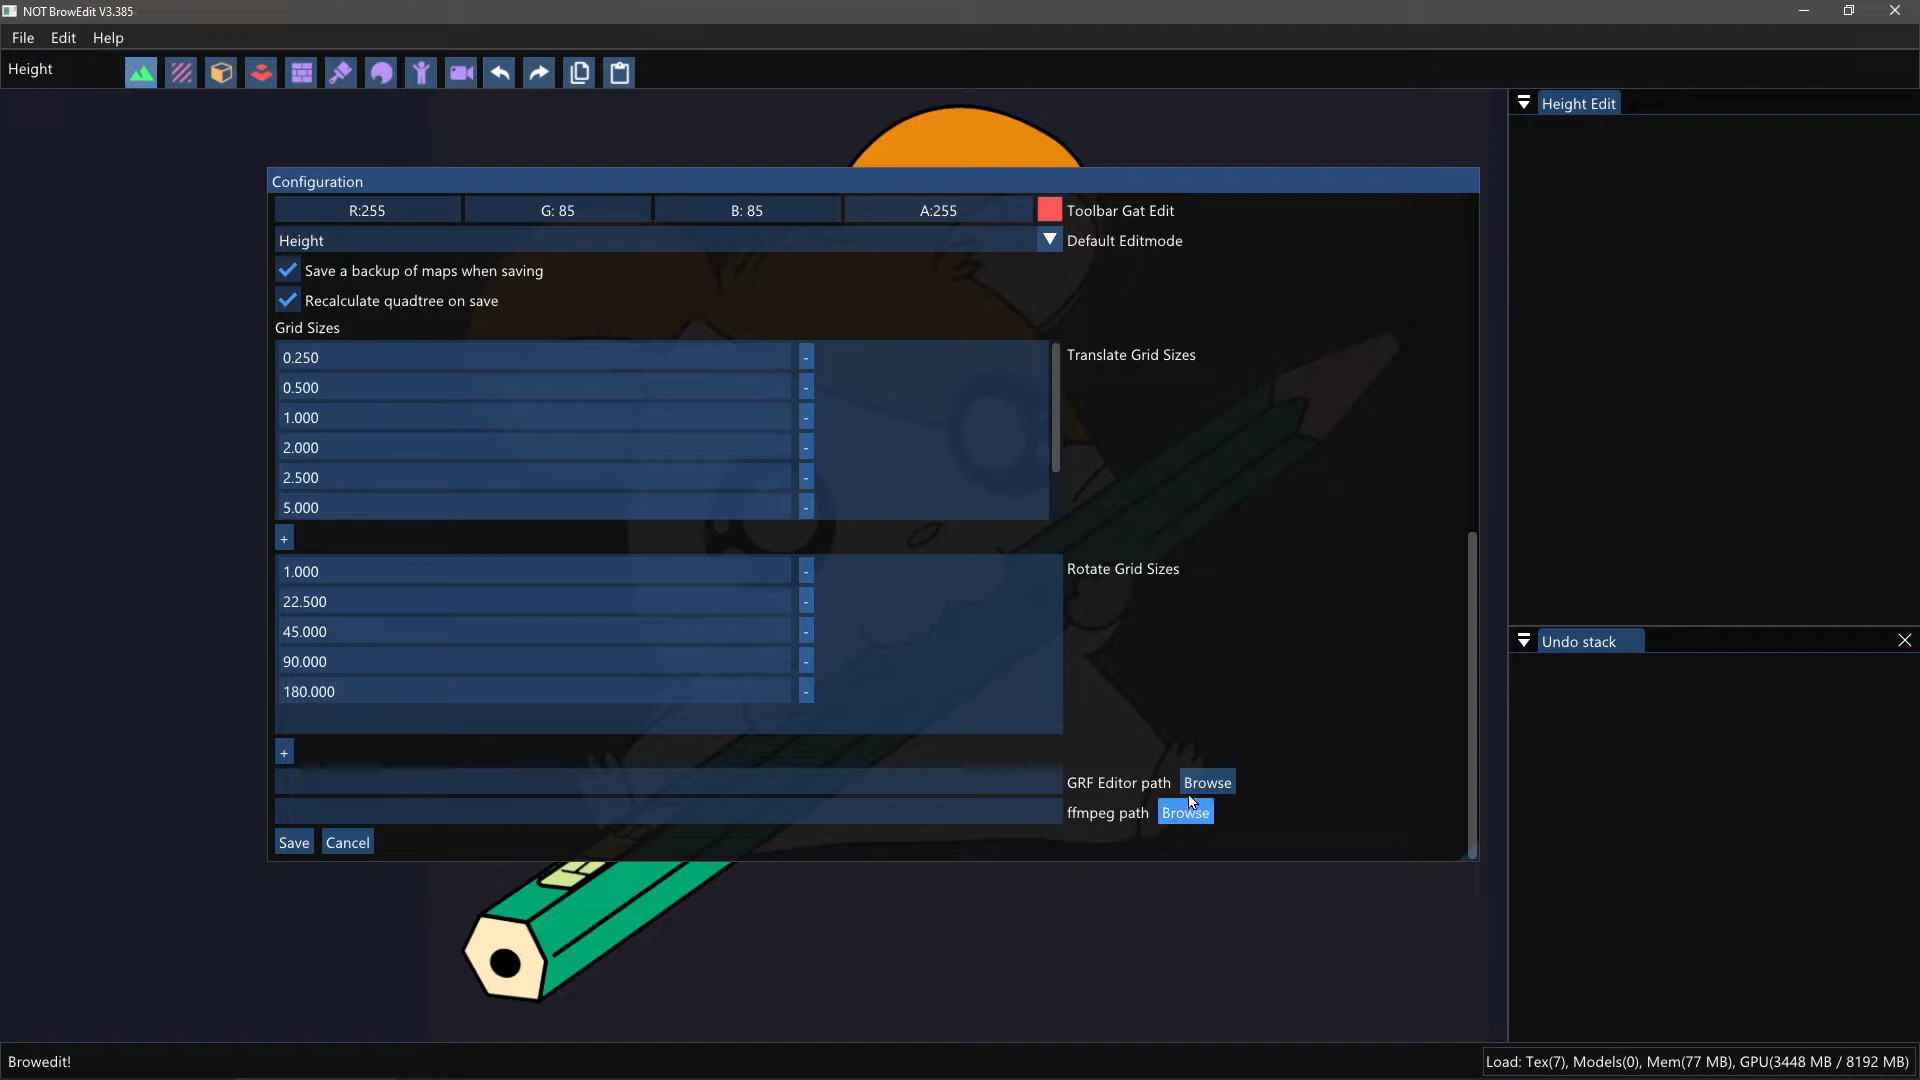 NOT BrowEdit V3.385
File Edit Help
Height
Height Edit
Configuration
R:255 G: 85 B: 85 A:255 Toolbar Gat Edit
Height Default Editmode
Save a backup of maps when saving
Recalculate quadtree on save
Grid Sizes
0.250 - Translate Grid Sizes
0.500 -
1.000 -
2.000 -
2.500 -
5.000 -
+
1.000 - Rotate Grid Sizes
22.500 -
45.000 -
90.000 -
180.000 -
+
GRF Editor path Browse
ffmpeg path Browse
Save Cancel
Undo stack
Browedit!
Load: Tex(7), Models(0), Mem(77 MB), GPU(3448 MB / 8192 MB)